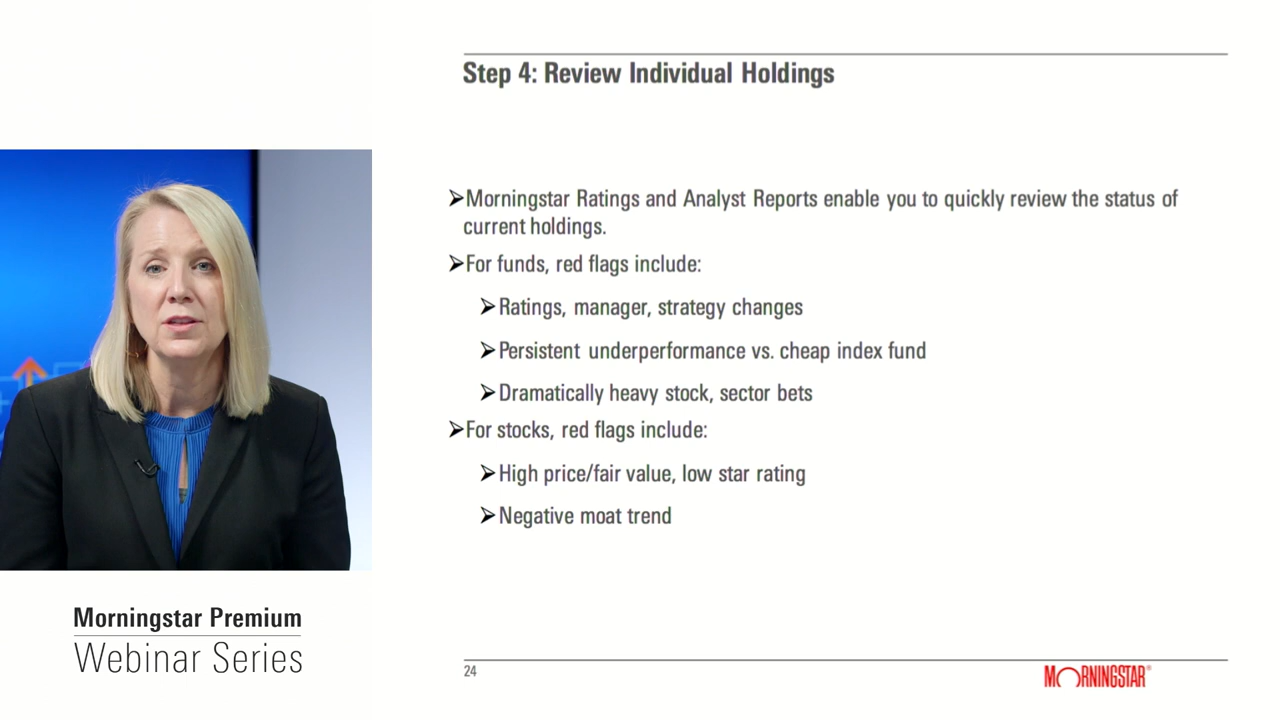 Step 4: Review Individual Holdings
➢Morningstar Ratings and Analyst Reports enable you to quickly review the status of
current holdings.
➢For funds, red flags include:
➢Ratings, manager, strategy changes
➢Persistent underperformance vs. cheap index fund
➢Dramatically heavy stock, sector bets
➢For stocks, red flags include:
➢High price/fair value, low star rating
➢Negative moat trend
Morningstar Premium
Webinar Series
24
MORNINGSTAR®